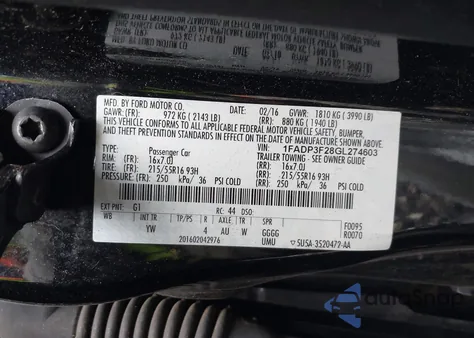 MFD. BY FORD MOTOR CO.
02/16 GVWR: 1810 KG ( 3990 LB)
GAWR: (FR): 972 KG ( 2143 LB) (RR): 880 KG ( 1940 LB)
THIS VEHICLE CONFORMS TO ALL APPLICABLE FEDERAL MOTOR VEHICLE SAFETY, BUMPER,
AND THEFT PREVENTION STANDARDS IN EFFECT ON THE DATE OF MANUFACTURE SHOWN ABOVE.
VIN: 1FADP3F28GL274603
TYPE: Passenger Car TRAILER TOWING- SEE OWNER GUIDE
RIM: (FR): 16x7.0J (RR): 16x7.0J
TIRE: (FR): 215/55R16 93H (RR): 215/55R16 93H
PRESSURE: (FR): 250 kPa/ 36 PSI COLD (RR): 250 kPa/ 36 PSI COLD
EXT PNT: G1 RC: 44 DSO: F0095
WB INT TR TP/PS R AXLE TR SPR R0070
YW 4 AU W GGGG
201602042976 UMU 5USA-3520472-AA
AutoSnap